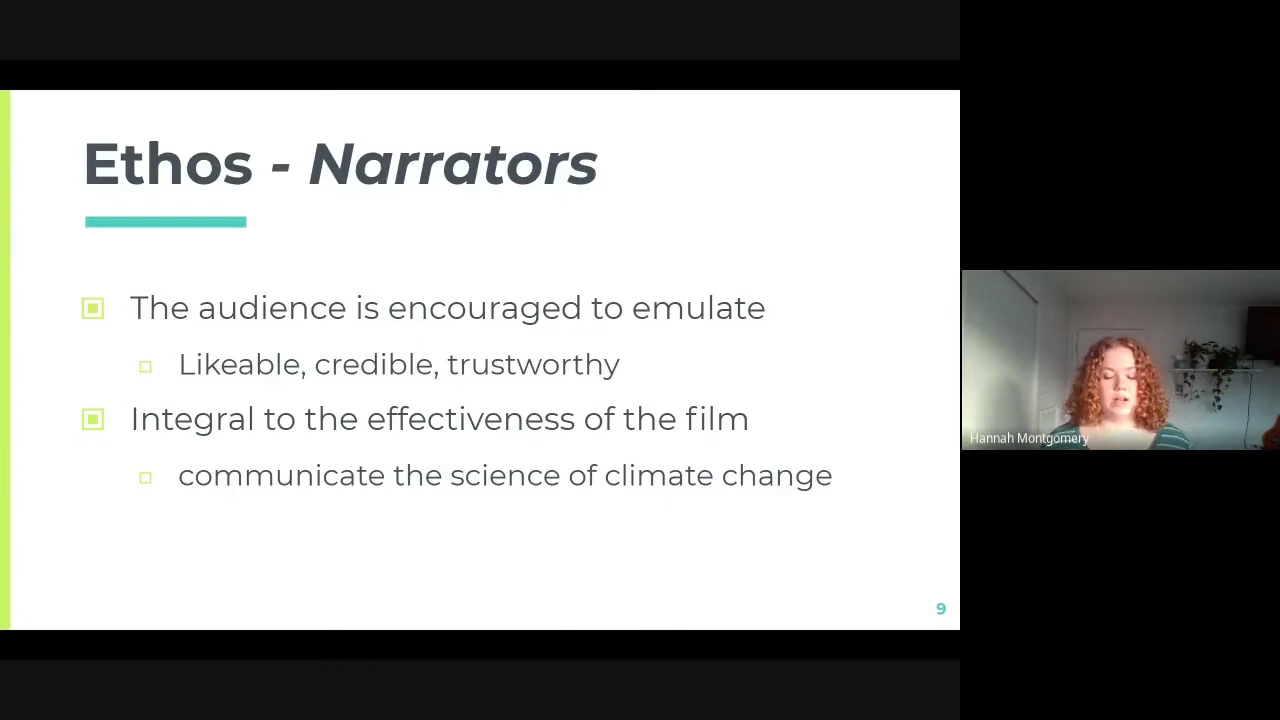 Ethos - Narrators
The audience is encouraged to emulate
Likeable, credible, trustworthy
Integral to the effectiveness of the film
communicate the science of climate change
9
Hannah Montgomery